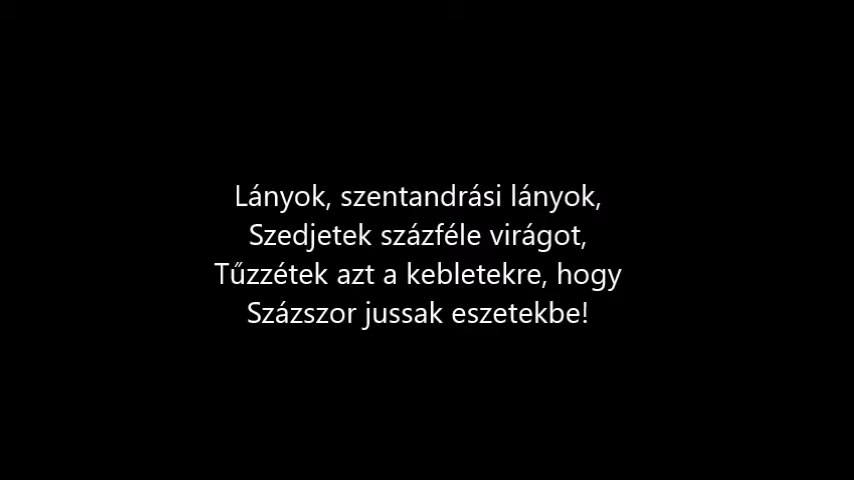 Lányok, szentandrási lányok,
Szedjetek százféle virágot,
Tűzzétek azt a kebletekre, hogy
Százszor jussak eszetekbe!